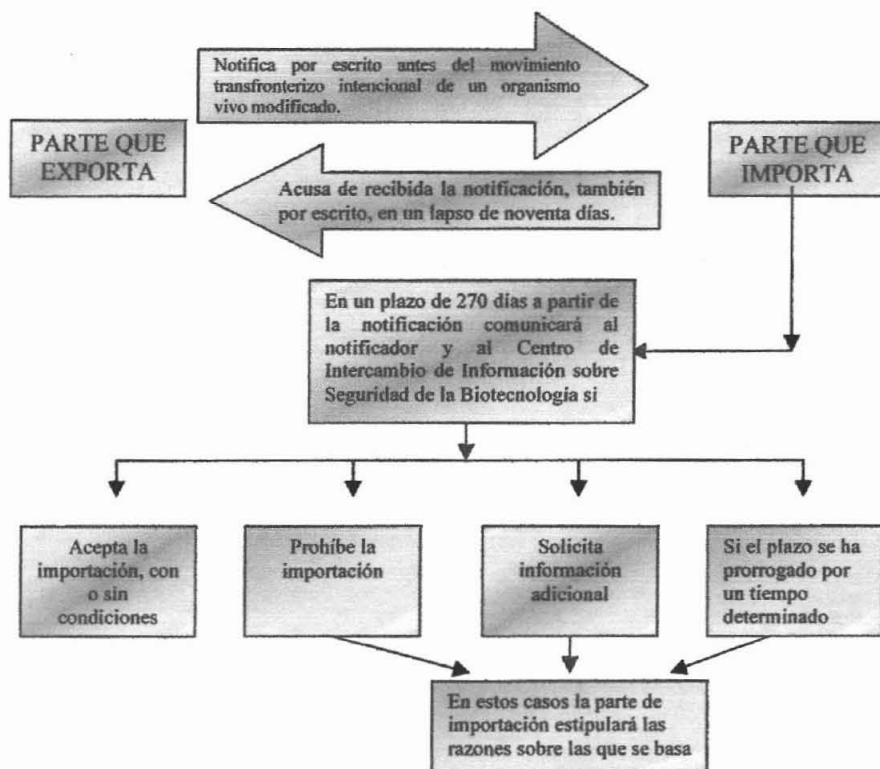 Notifica por escrito antes del movimiento
transfronterizo intencional de un organismo
vivo modificado.
PARTE QUE
EXPORTA
PARTE QUE
IMPORTA
Acusa de recibida la notificación, también
por escrito, en un lapso de noventa días.
En un plazo de 270 días a partir de
la notificación comunicará al
notificador y al Centro de
Intercambio de Información sobre
Seguridad de la Biotecnología si
Acepta la
importación, con
o sin
condiciones
Prohíbe la
importación
Solicita
información
adicional
Si el plazo se ha
prorrogado por
un tiempo
determinado
En estos casos la parte de
importación estipulará las
razones sobre las que se basa